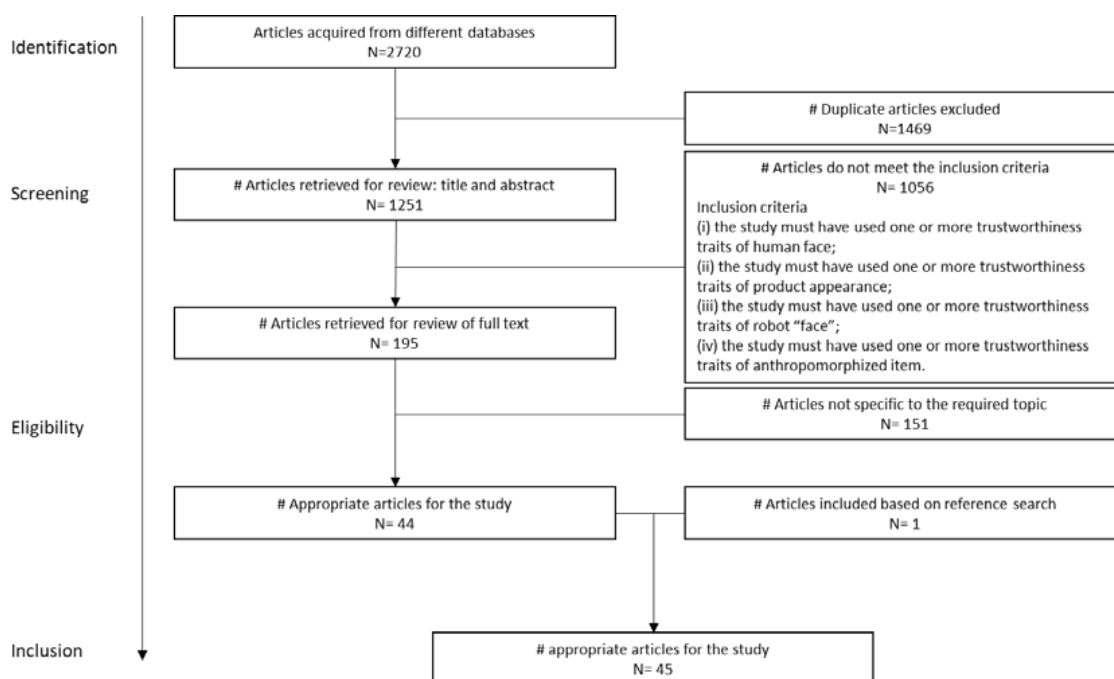 Identification
Articles acquired from different databases
N=2720
# Duplicate articles excluded
N=1469
Screening
# Articles retrieved for review: title and abstract
N= 1251
# Articles do not meet the inclusion criteria
N= 1056
Inclusion criteria
(i) the study must have used one or more trustworthiness
traits of human face;
(ii) the study must have used one or more trustworthiness
traits of product appearance;
(iii) the study must have used one or more trustworthiness
traits of robot “face”;
(iv) the study must have used one or more trustworthiness
traits of anthropomorphized item.
# Articles retrieved for review of full text
N= 195
Eligibility
# Articles not specific to the required topic
N= 151
# Appropriate articles for the study
N= 44
# Articles included based on reference search
N= 1
Inclusion
# appropriate articles for the study
N= 45